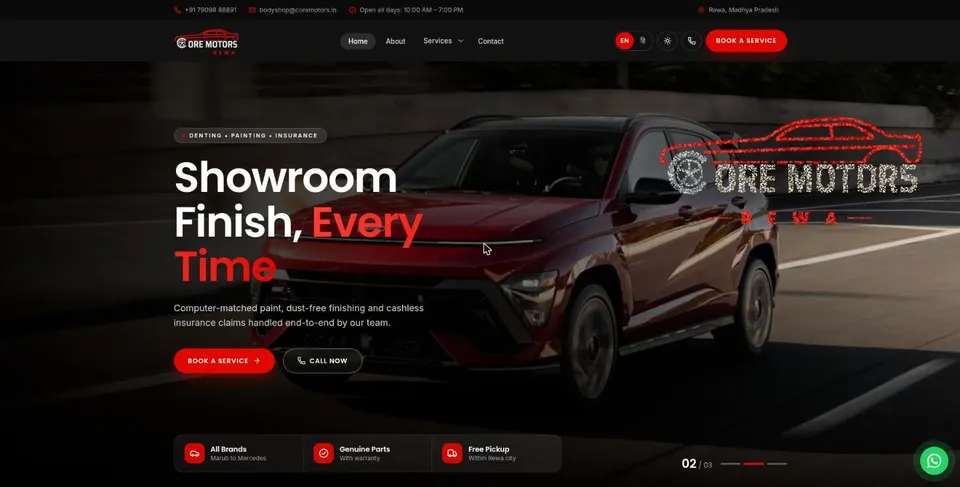 +91 79098 88891 bodyshop@coremotors.in Open all days: 10:00 AM – 7:00 PM Rewa, Madhya Pradesh
CORE MOTORS
REWA
Home About Services Contact
EN हि
BOOK A SERVICE
DENTING • PAINTING • INSURANCE
Showroom
Finish, Every
Time
CORE MOTORS
REWA
Computer-matched paint, dust-free finishing and cashless
insurance claims handled end-to-end by our team.
BOOK A SERVICE CALL NOW
All Brands
Maruti to Mercedes
Genuine Parts
With warranty
Free Pickup
Within Rewa city
02 / 03